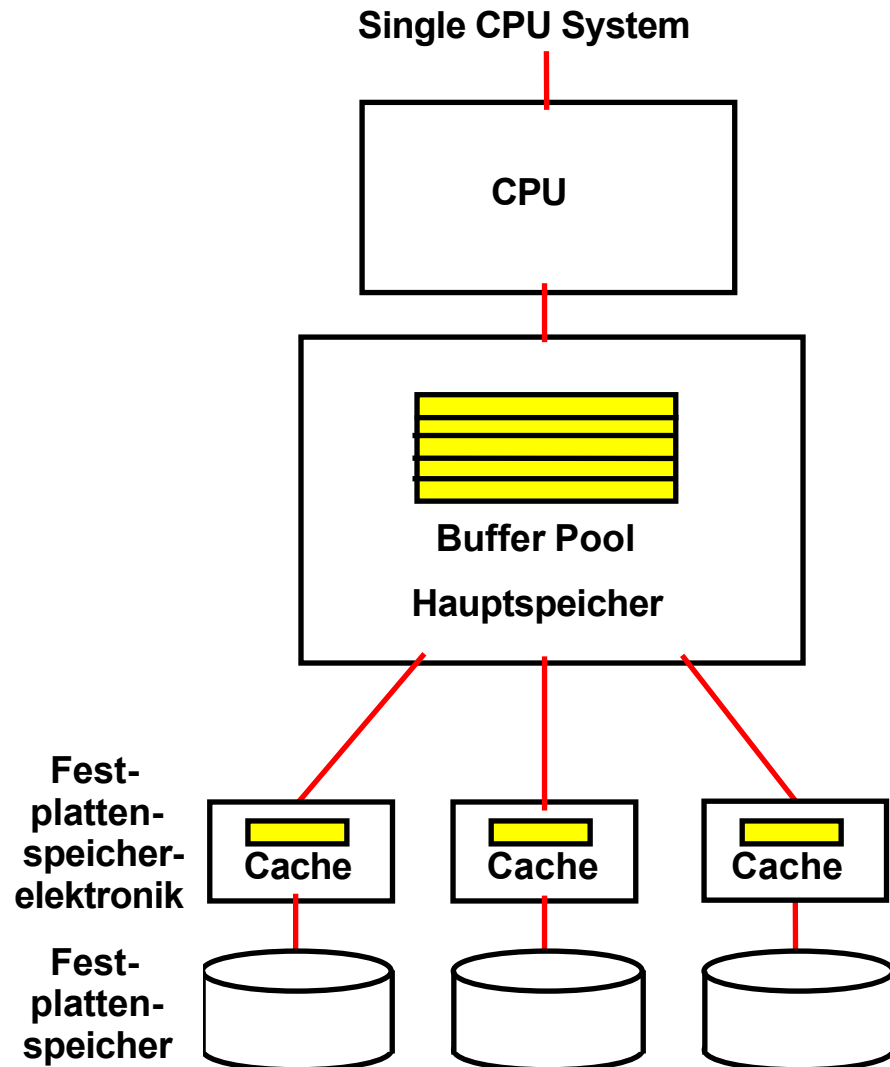 Single CPU System
CPU
Buffer Pool
Hauptspeicher
Fest-
platten-
speicher-
elektronik
Cache
Cache
Cache
Fest-
platten-
speicher